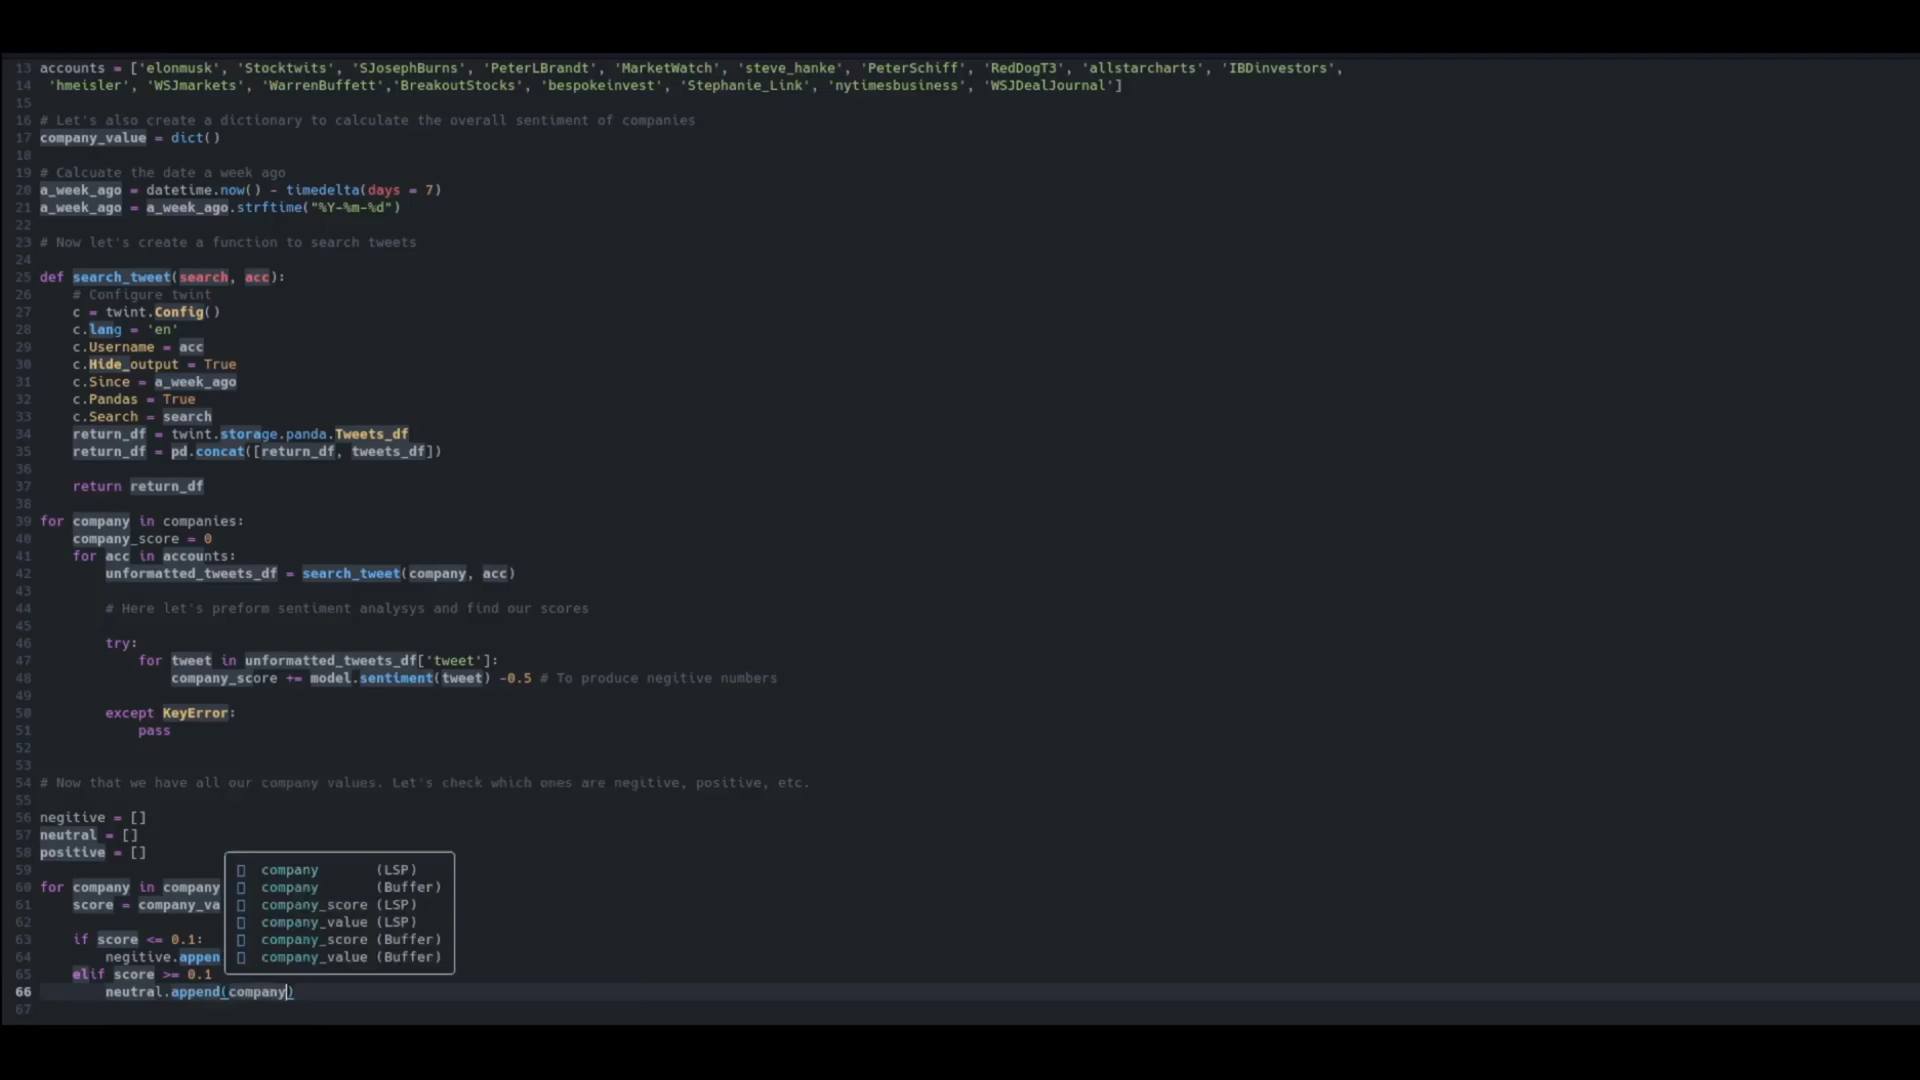 13 accounts = ['elonmusk', 'Stocktwits', 'SJosephBurns', 'PeterLBrandt', 'MarketWatch', 'steve_hanke', 'PeterSchiff', 'RedDogT3', 'allstarcharts', 'IBDinvestors',
14 'hmeisler', 'WSJmarkets', 'WarrenBuffett','BreakoutStocks', 'bespokeinvest', 'Stephanie_Link', 'nytimesbusiness', 'WSJDealJournal']
15
16 # Let's also create a dictionary to calculate the overall sentiment of companies
17 company_value = dict()
18
19 # Calcuate the date a week ago
20 a_week_ago = datetime.now() - timedelta(days = 7)
21 a_week_ago = a_week_ago.strftime("%Y-%m-%d")
22
23 # Now let's create a function to search tweets
24
25 def search_tweet(search, acc):
26     # Configure twint
27     c = twint.Config()
28     c.lang = 'en'
29     c.Username = acc
30     c.Hide_output = True
31     c.Since = a_week_ago
32     c.Pandas = True
33     c.Search = search
34     return_df = twint.storage.panda.Tweets_df
35     return_df = pd.concat([return_df, tweets_df])
36
37     return return_df
38
39 for company in companies:
40     company_score = 0
41     for acc in accounts:
42         unformatted_tweets_df = search_tweet(company, acc)
43
44         # Here let's preform sentiment analysys and find our scores
45
46         try:
47             for tweet in unformatted_tweets_df['tweet']:
48                 company_score += model.sentiment(tweet) -0.5 # To produce negitive numbers
49
50         except KeyError:
51             pass
52
53
54 # Now that we have all our company values. Let's check which ones are negitive, positive, etc.
55
56 negitive = []
57 neutral = []
58 positive = []
59 company (LSP)
60 for company in company company (Buffer)
61     score = company_va company_score (LSP)
62 company_value (LSP)
63     if score <= 0.1: company_score (Buffer)
64         negitive.appen company_value (Buffer)
65     elif score >= 0.1
66         neutral.append(company)
67